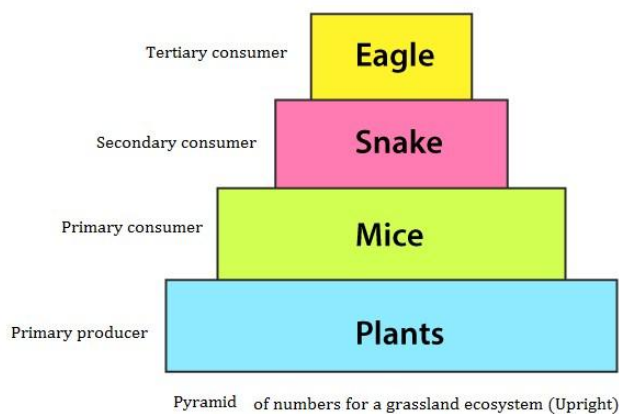 Tertiary consumer Eagle
Secondary consumer Snake
Primary consumer Mice
Primary producer Plants
Pyramid of numbers for a grassland ecosystem (Upright)